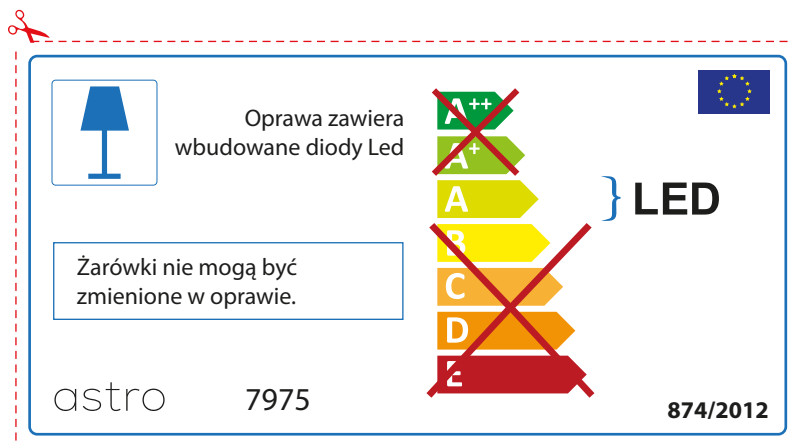 Oprawa zawiera
wbudowane diody Led
Żarówki nie mogą być
zmienione w oprawie.
A++
A+
A
B
C
D
E
LED
astro
7975
874/2012